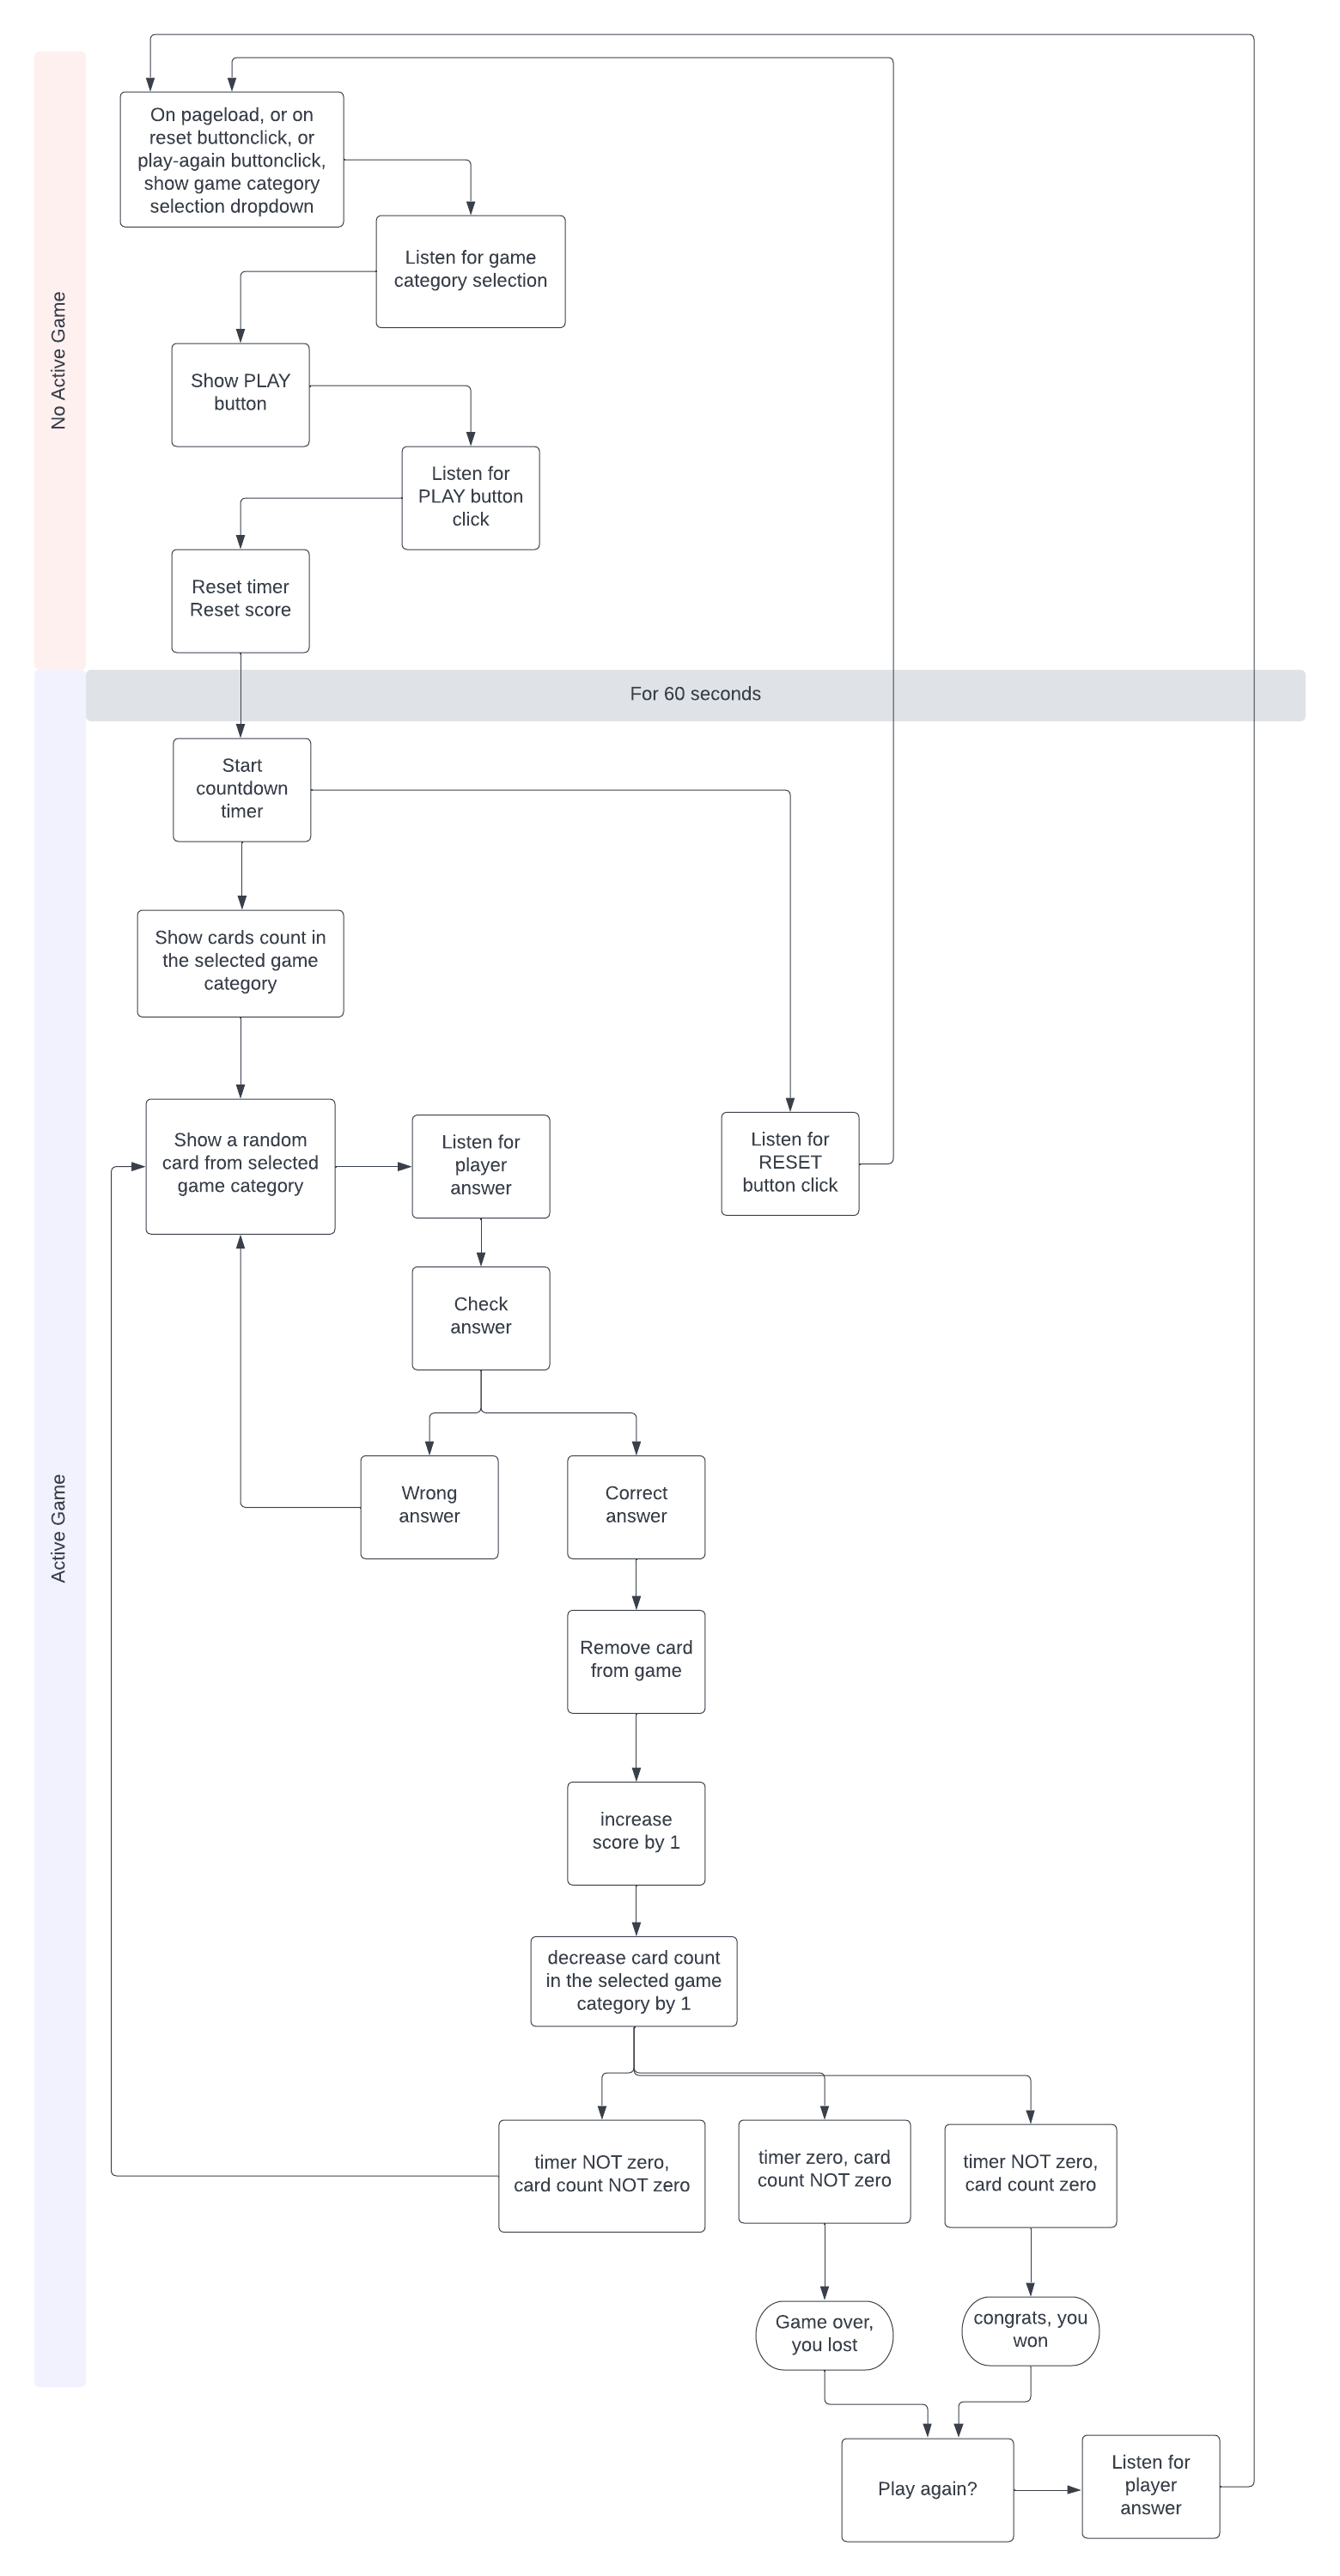 On pageload, or on
reset buttonclick, or
play-again buttonclick,
show game category
selection dropdown
Listen for game
category selection
No Active Game
Show PLAY
button
Listen for
PLAY button
click
Reset timer
Reset score
For 60 seconds
Start
countdown
timer
Show cards count in
the selected game
category
Show a random
card from selected
game category
Listen for
player
answer
Listen for
RESET
button click
Check
answer
Active Game
Wrong
answer
Correct
answer
Remove card
from game
increase
score by 1
decrease card count
in the selected game
category by 1
timer NOT zero,
card count NOT zero
timer zero, card
count NOT zero
timer NOT zero,
card count zero
Game over,
you lost
congrats, you
won
Play again?
Listen for
player
answer